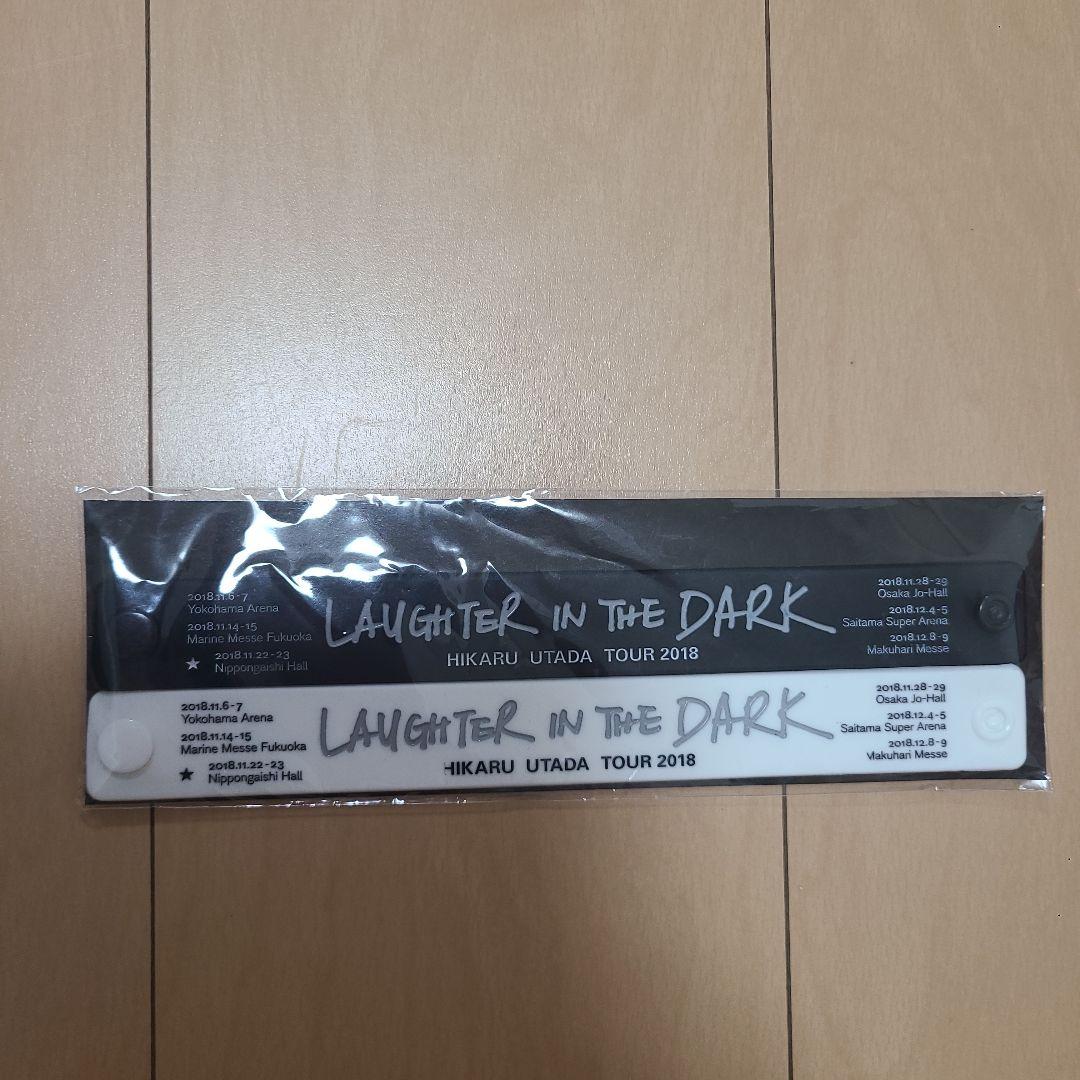 2018.11.6-7
Yokohama Arena
2018.11.14-15
Marine Messe Fukuoka
★ 2018.11.22-23
Nippongaishi Hall
LAUGHTER IN THE DARK
HIKARU UTADA TOUR 2018
2018.11.28-29
Osaka Jo-Hall
2018.12.4-5
Saitama Super Arena
2018.12.8-9
Makuhari Messe
2018.11.6-7
Yokohama Arena
2018.11.14-15
Marine Messe Fukuoka
★ 2018.11.22-23
Nippongaishi Hall
LAUGHTER IN THE DARK
HIKARU UTADA TOUR 2018
2018.11.28-29
Osaka Jo-Hall
2018.12.4-5
Saitama Super Arena
2018.12.8-9
Makuhari Messe